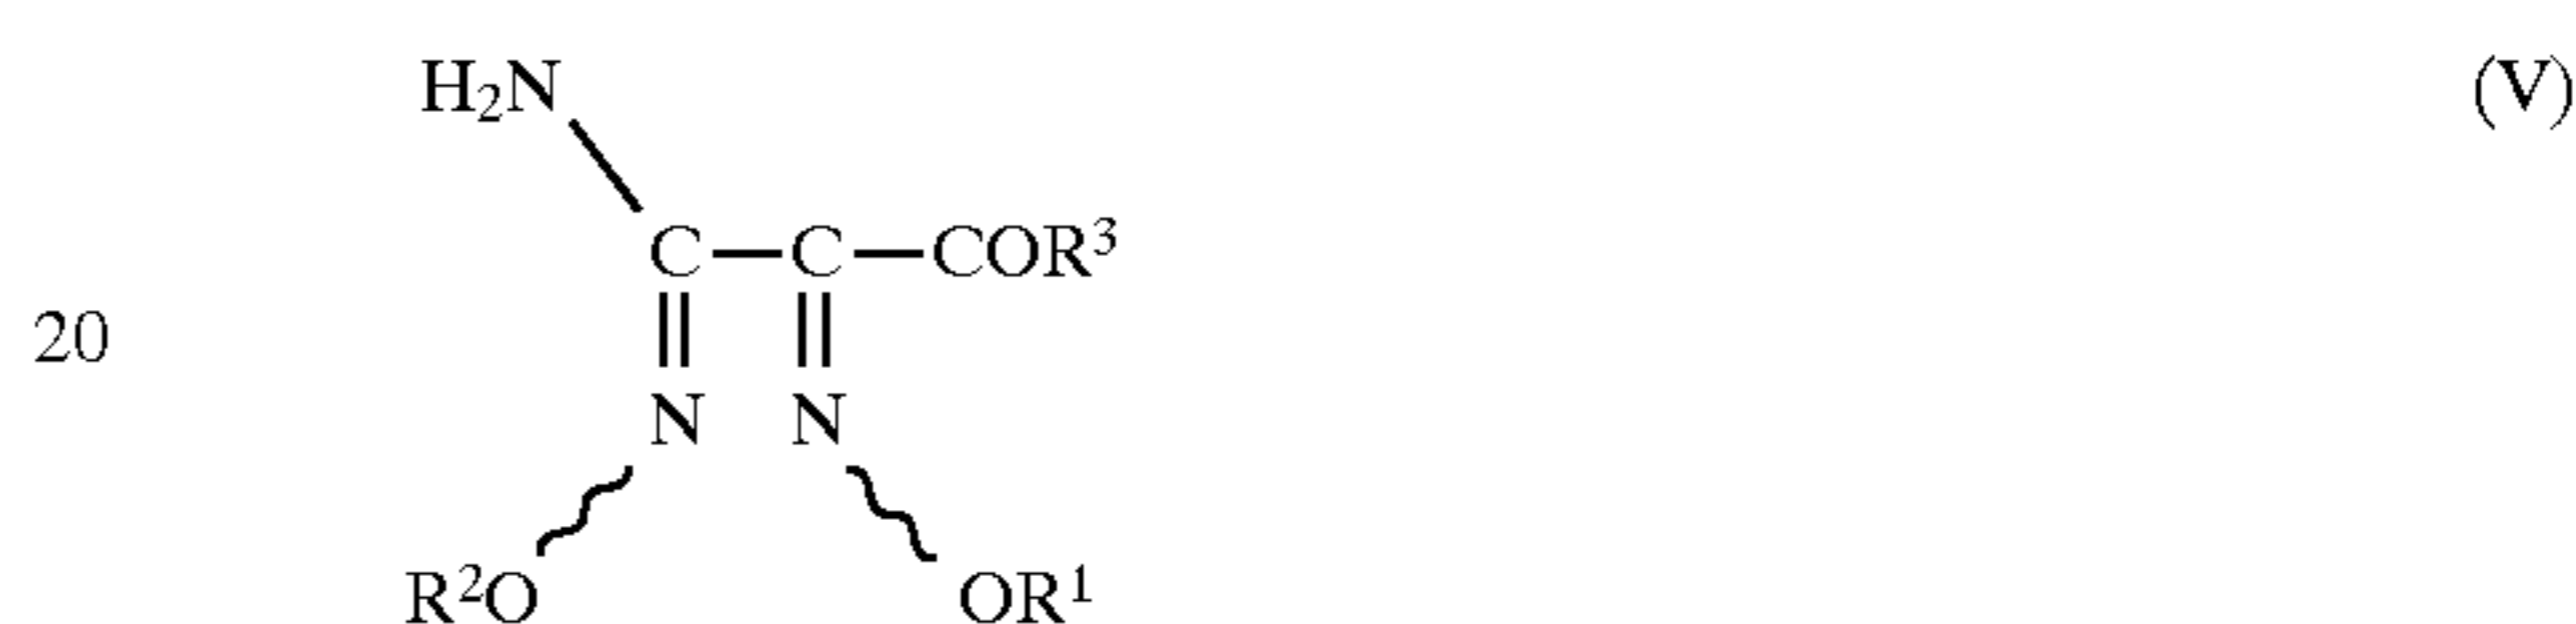 H₂N (V)
C—C—COR³
20
N N
R²O OR¹